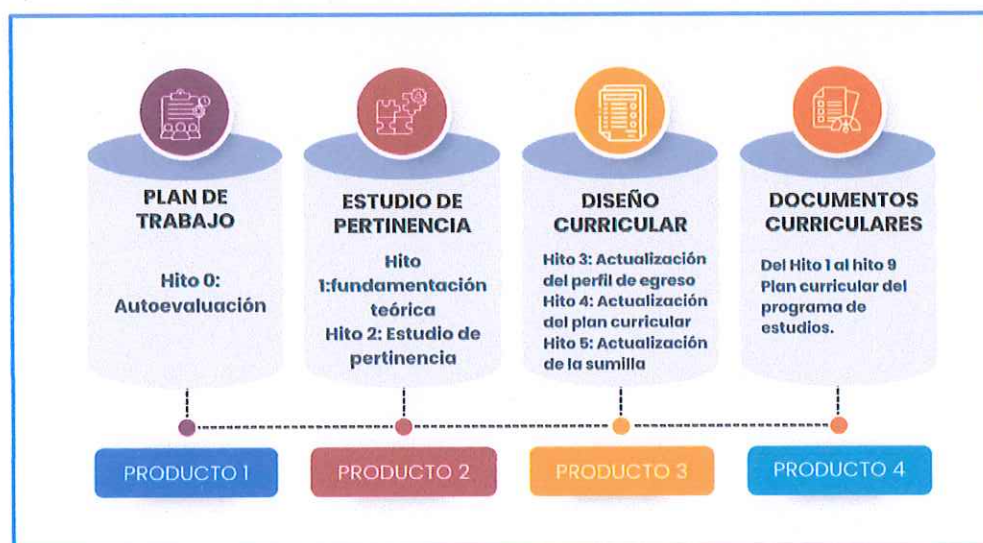 PLAN DE
TRABAJO
Hito 0:
Autoevaluación
ESTUDIO DE
PERTINENCIA
Hito
1:fundamentación
teórica
Hito 2: Estudio de
pertinencia
DISEÑO
CURRICULAR
Hito 3: Actualización
del perfil de egreso
Hito 4: Actualización
del plan curricular
Hito 5: Actualización
de la sumilla
DOCUMENTOS
CURRICULARES
Del Hito 1 al hito 9
Plan curricular del
programa de
estudios.
PRODUCTO 1
PRODUCTO 2
PRODUCTO 3
PRODUCTO 4